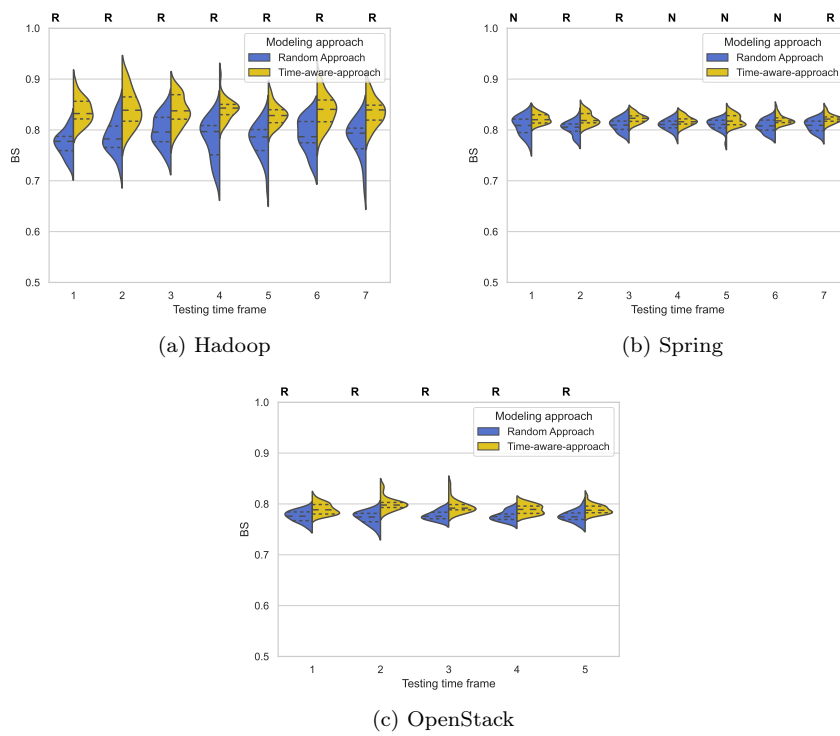 R R R R R R R
1.0
0.9
0.8
0.7
0.6
0.5
BS
Modeling approach
Random Approach
Time-aware-approach
1 2 3 4 5 6 7
Testing time frame
(a) Hadoop
N R R N N N R
1.0
0.9
0.8
0.7
0.6
0.5
BS
Modeling approach
Random Approach
Time-aware-approach
1 2 3 4 5 6 7
Testing time frame
(b) Spring
R R R R R
1.0
0.9
0.8
0.7
0.6
0.5
BS
Modeling approach
Random Approach
Time-aware-approach
1 2 3 4 5
Testing time frame
(c) OpenStack